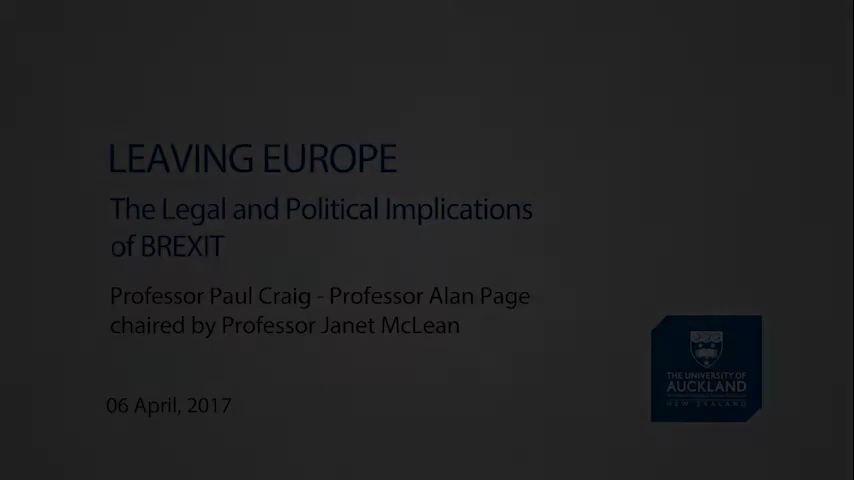 LEAVING EUROPE
The Legal and Political Implications
of BREXIT
Professor Paul Craig - Professor Alan Page
chaired by Professor Janet McLean
06 April, 2017
THE UNIVERSITY OF
AUCKLAND
NEW ZEALAND